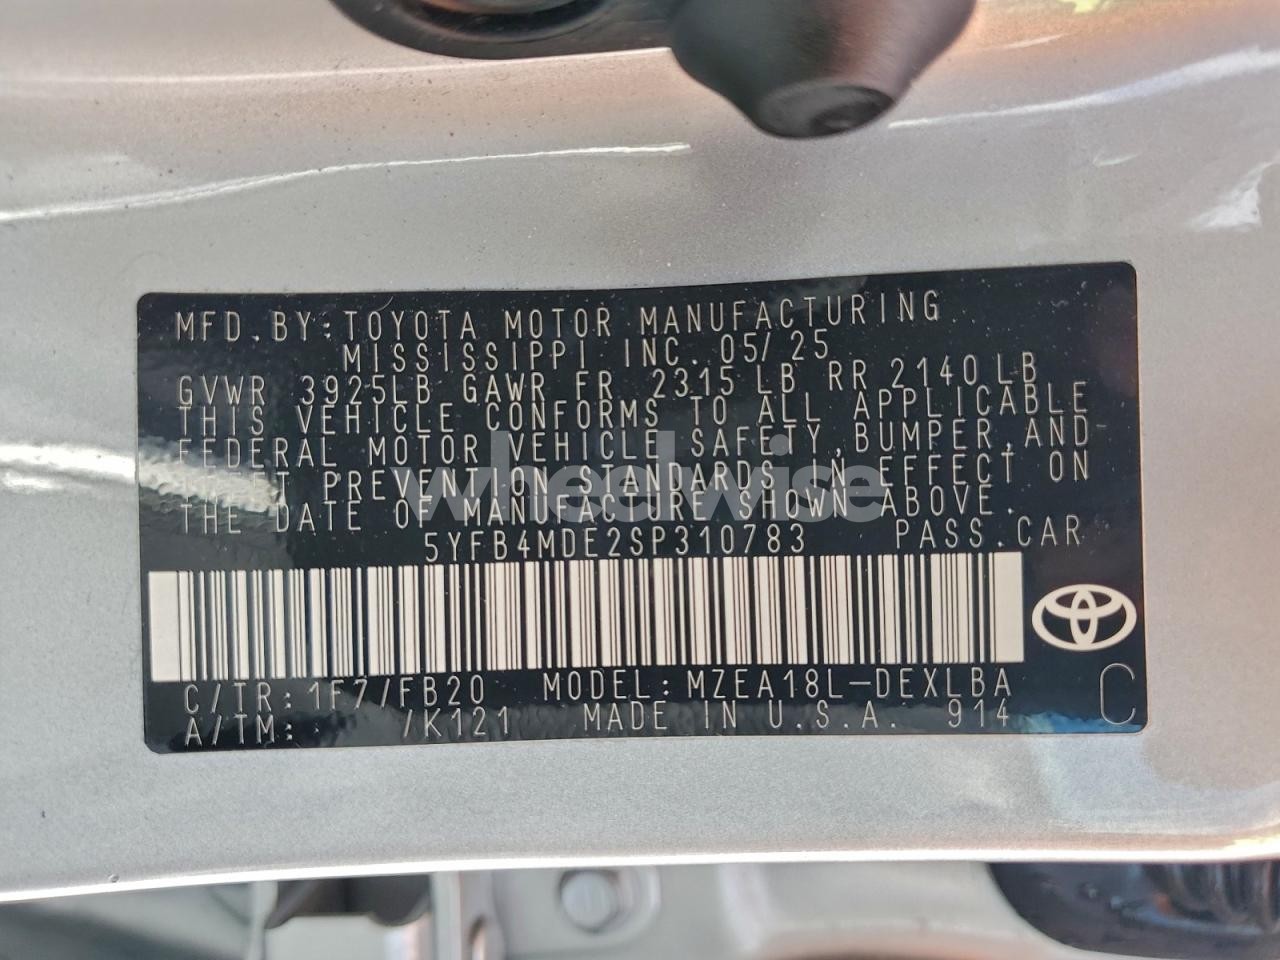 MFD.BY:TOYOTA MOTOR MANUFACTURING
MISSISSIPPI INC. 05/25
GVWR 3925LB GAWR FR 2315LB RR 2140LB
THIS VEHICLE CONFORMS TO ALL APPLICABLE
FEDERAL MOTOR VEHICLE SAFETY,BUMPER,AND
THEFT PREVENTION STANDARDS IN EFFECT ON
THE DATE OF MANUFACTURE SHOWN ABOVE.
wheelwise
5YFB4MDE2SP310783 PASS.CAR
C/TR:1F7/FB20 MODEL:MZEA18L-DEXLBA
A/TM: /K121 MADE IN U.S.A. 914
C